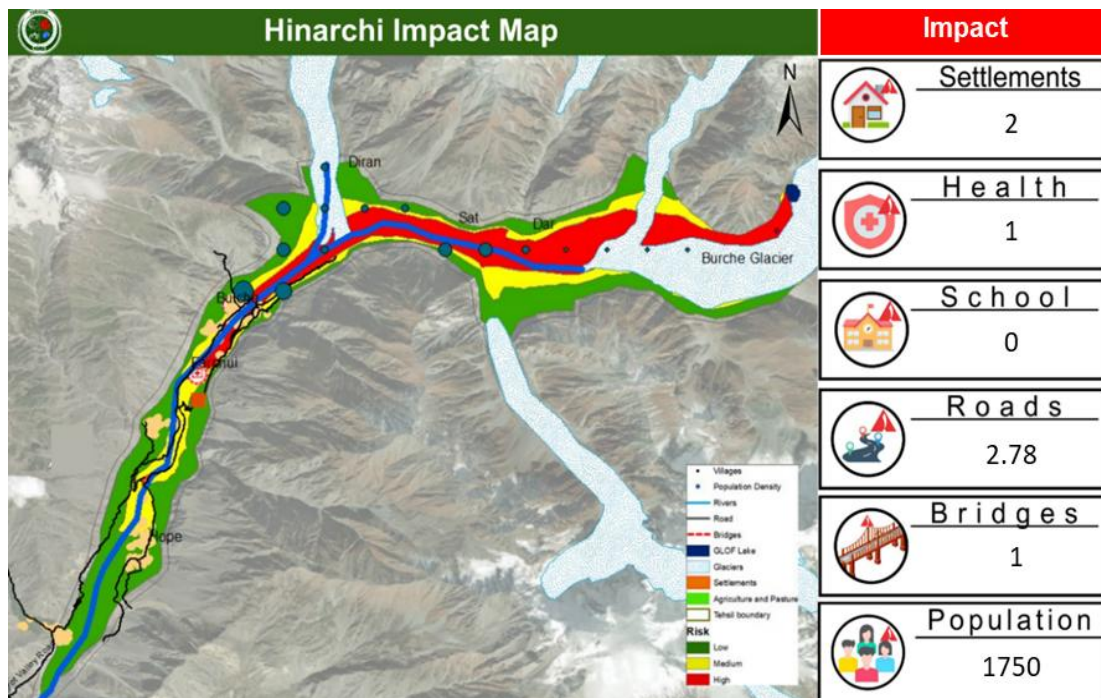 Hinarchi Impact Map
Impact
N
Settlements
2
Health
1
School
0
Roads
2.78
Bridges
1
Population
1750
Diran
Sat
Dar
Burche Glacier
Hope
Valley Road
Villages
Population Density
Rivers
Road
Bridges
GLOF Lake
Glaciers
Settlements
Agriculture and Pasture
Tehsil boundary
Risk
Low
Medium
High